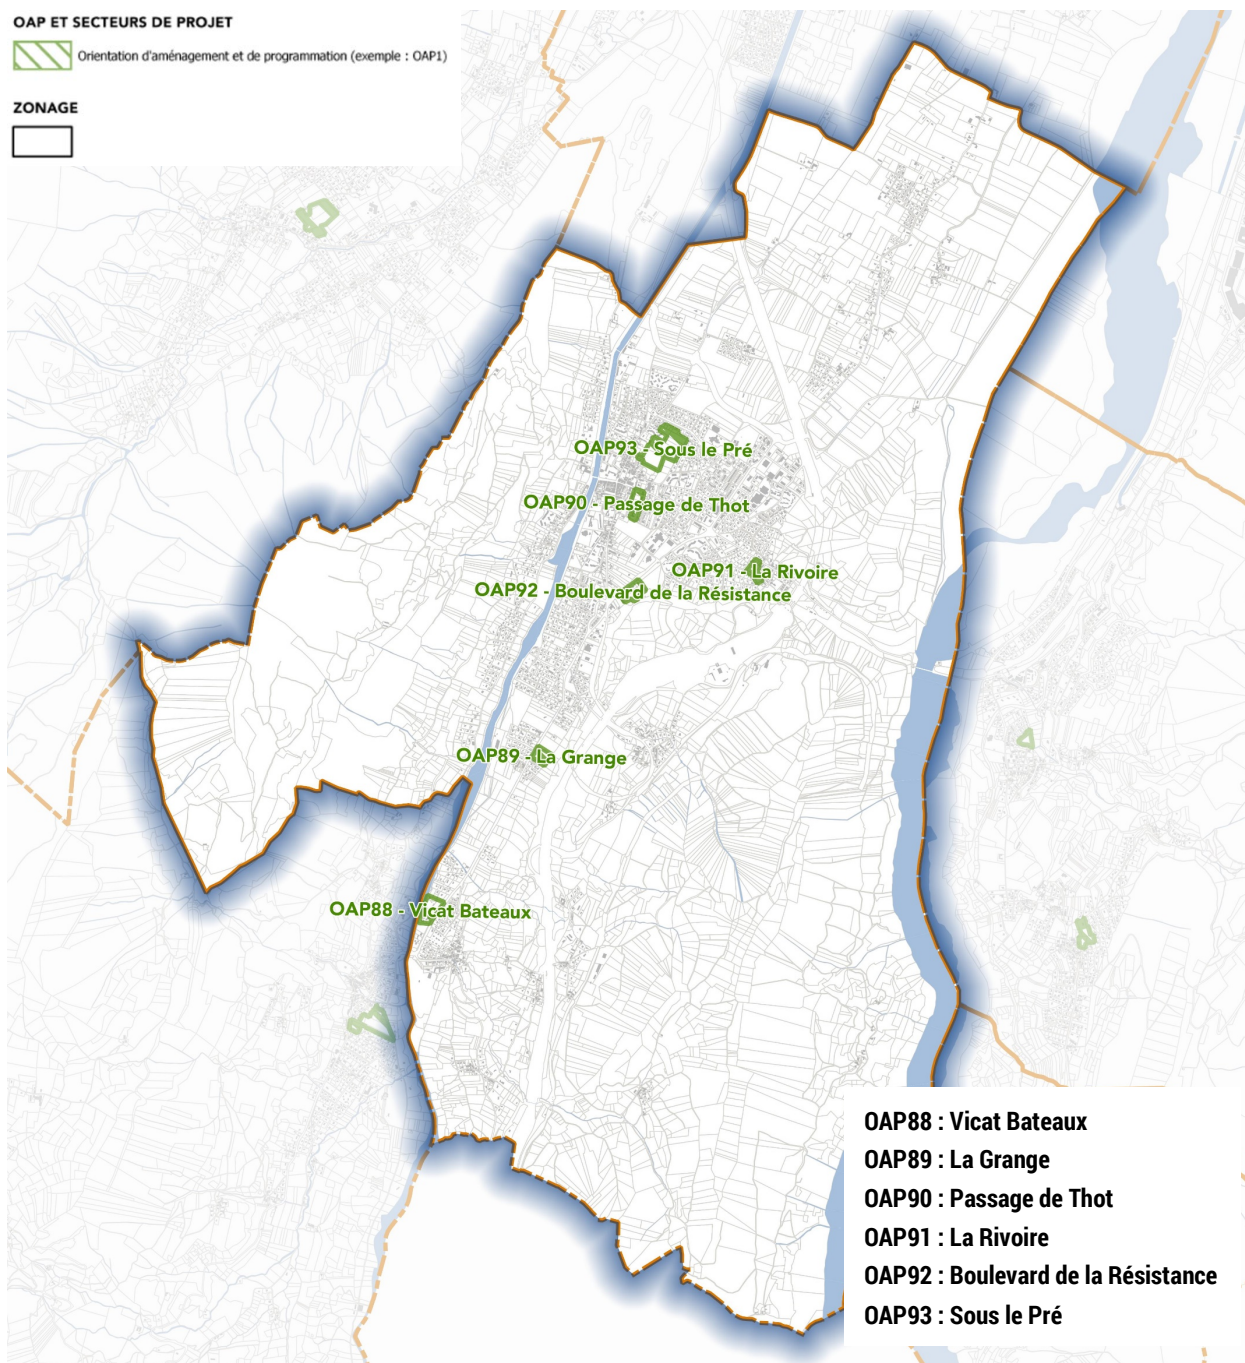 OAP ET SECTEURS DE PROJET
Orientation d'aménagement et de programmation (exemple : OAP1)
ZONAGE
OAP93 - Sous le Pré
OAP90 - Passage de Thot
OAP91 - La Rivoire
OAP92 - Boulevard de la Résistance
OAP89 - La Grange
OAP88 - Vicat Bateaux
OAP88 : Vicat Bateaux
OAP89 : La Grange
OAP90 : Passage de Thot
OAP91 : La Rivoire
OAP92 : Boulevard de la Résistance
OAP93 : Sous le Pré